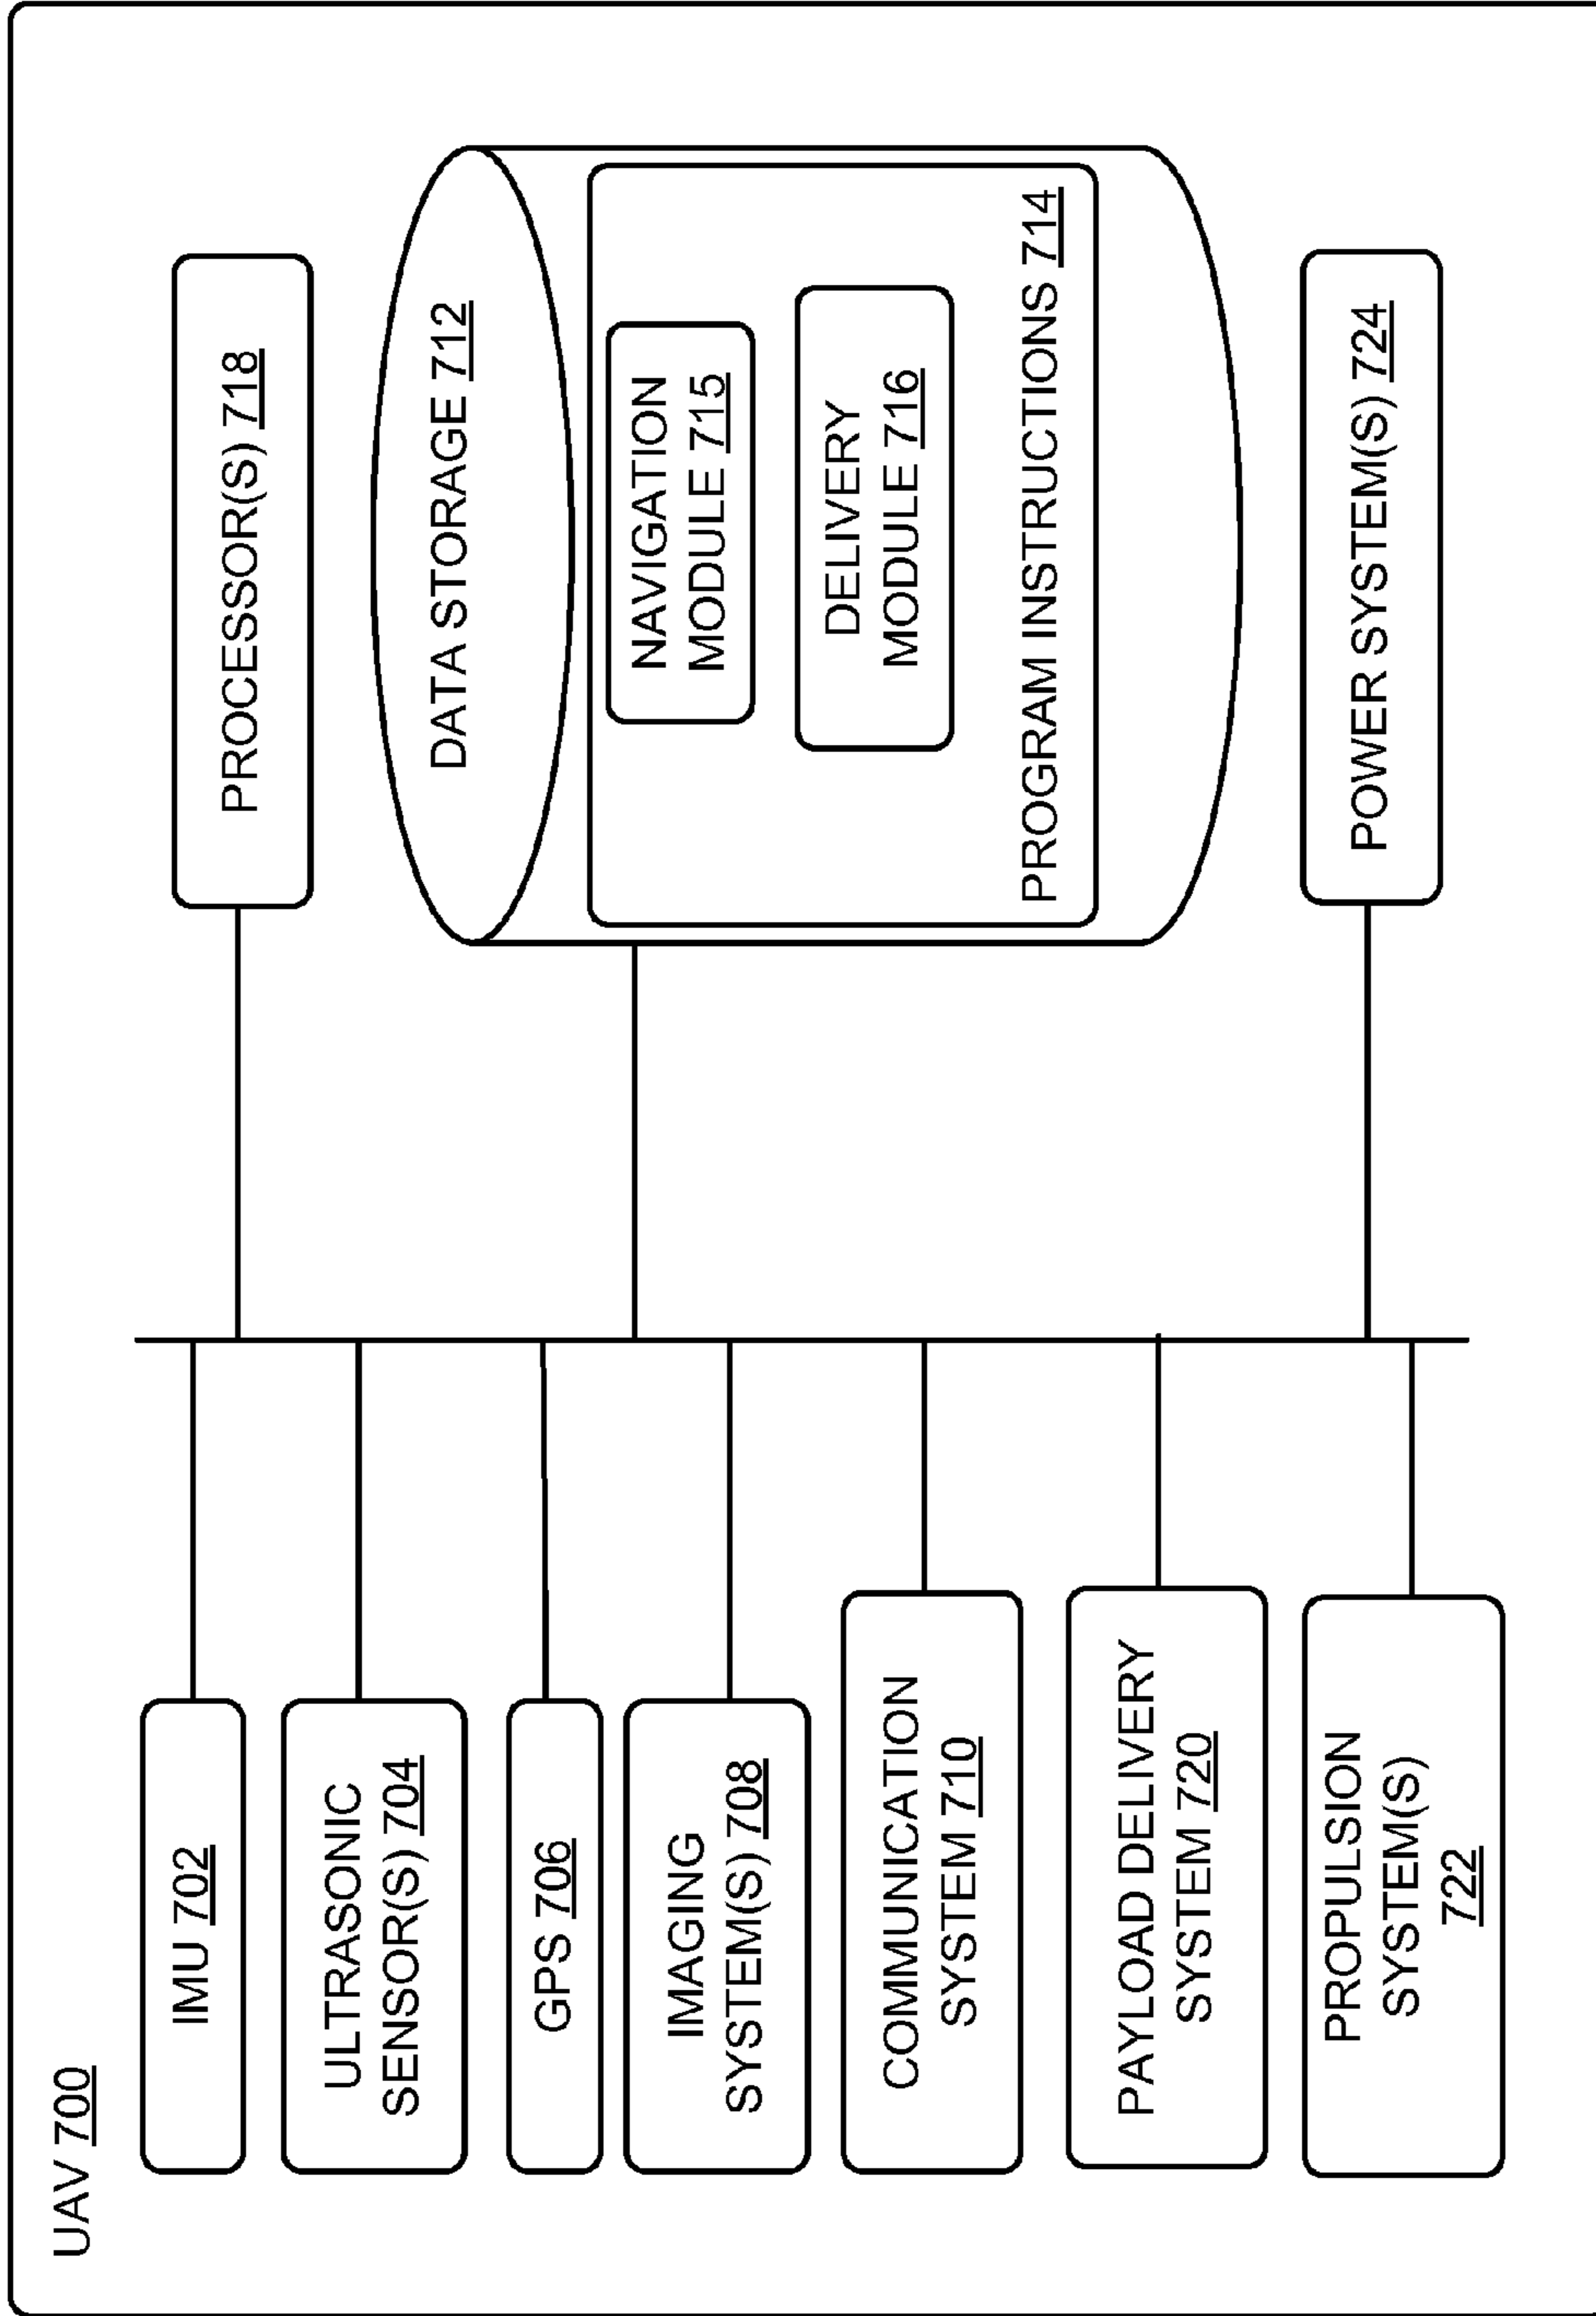 UAV 700
IMU 702
ULTRASONIC
SENSOR(S) 704
GPS 706
IMAGING
SYSTEM(S) 708
COMMUNICATION
SYSTEM 710
PAYLOAD DELIVERY
SYSTEM 720
PROPULSION
SYSTEM(S)
722
PROCESSOR(S) 718
DATA STORAGE 712
NAVIGATION
MODULE 715
DELIVERY
MODULE 716
PROGRAM INSTRUCTIONS 714
POWER SYSTEM(S) 724